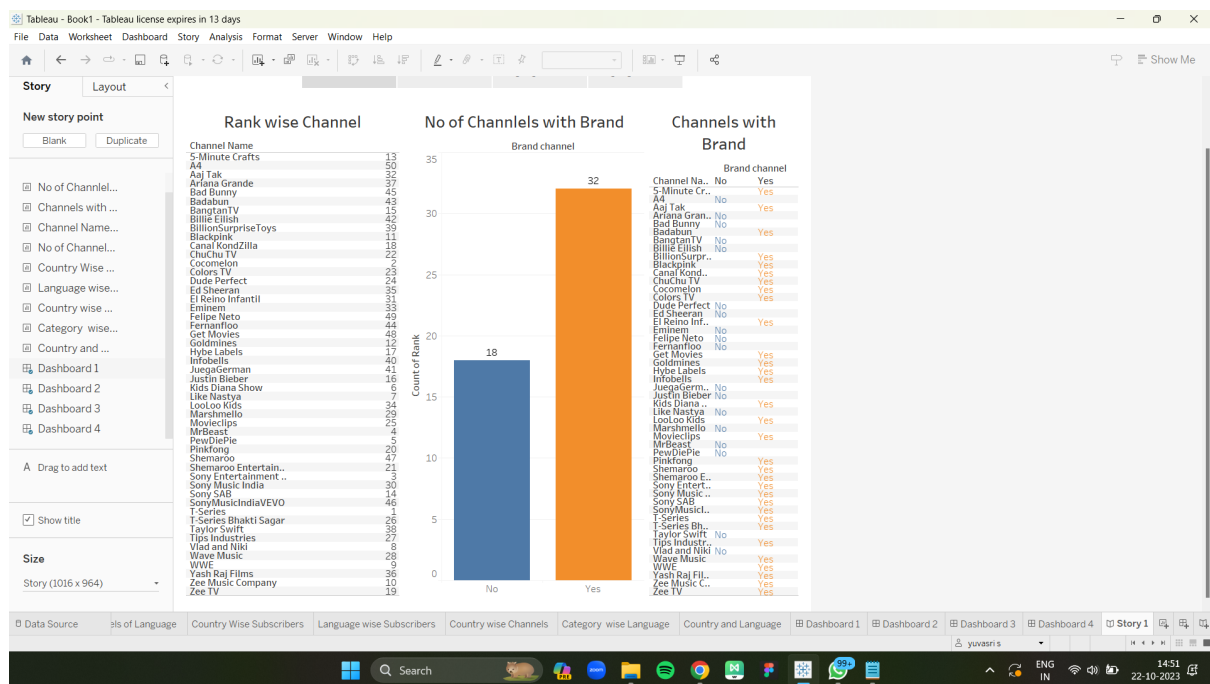 Tableau - Book1 - Tableau license expires in 13 days
File Data Worksheet Dashboard Story Analysis Format Server Window Help
Show Me
Story Layout
New story point
Blank Duplicate
No of Channlel...
Channels with ...
Channel Name...
No of Channel...
Country Wise ...
Language wise...
Country wise ...
Category wise...
Country and ...
Dashboard 1
Dashboard 2
Dashboard 3
Dashboard 4
A Drag to add text
Show title
Size
Story (1016 x 964)
Rank wise Channel
Channel Name
5-Minute Crafts 13
A4 50
Aaj Tak 32
Ariana Grande 37
Bad Bunny 45
Badabun 43
BangtanTV 15
Billie Eilish 42
BillionSurpriseToys 39
Blackpink 11
Canal KondZilla 18
ChuChu TV 22
Cocomelon 2
Colors TV 23
Dude Perfect 24
Ed Sheeran 35
El Reino Infantil 31
Eminem 33
Felipe Neto 49
Fernanfloo 44
Get Movies 48
Goldmines 12
Hybe Labels 17
Infobells 40
JuegaGerman 41
Justin Bieber 16
Kids Diana Show 6
Like Nastya 7
LooLoo Kids 34
Marshmello 29
Movieclips 25
MrBeast 4
PewDiePie 5
Pinkfong 20
Shemaroo 47
Shemaroo Entertain.. 21
Sony Entertainment .. 3
Sony Music India 30
Sony SAB 14
SonyMusicIndiaVEVO 46
T-Series 1
T-Series Bhakti Sagar 26
Taylor Swift 38
Tips Industries 27
Vlad and Niki 8
Wave Music 28
WWE 9
Yash Raj Films 36
Zee Music Company 10
Zee TV 19
No of Channlels with Brand
Brand channel
35
30
25
20
15
10
5
0
Count of Rank
18
32
No Yes
Channels with
Brand
Brand channel
Channel Na.. No Yes
5-Minute Cr.. Yes
A4 No
Aaj Tak Yes
Ariana Gran.. No
Bad Bunny No
Badabun Yes
BangtanTV No
Billie Eilish No
BillionSurpr.. Yes
Blackpink Yes
Canal Kond.. Yes
ChuChu TV Yes
Cocomelon Yes
Colors TV Yes
Dude Perfect No
Ed Sheeran No
El Reino Inf.. Yes
Eminem No
Felipe Neto No
Fernanfloo No
Get Movies Yes
Goldmines Yes
Hybe Labels Yes
Infobells Yes
JuegaGerm.. No
Justin Bieber No
Kids Diana .. Yes
Like Nastya No
LooLoo Kids Yes
Marshmello No
Movieclips Yes
MrBeast No
PewDiePie No
Pinkfong Yes
Shemaroo Yes
Shemaroo E.. Yes
Sony Entert.. Yes
Sony Music .. Yes
Sony SAB Yes
SonyMusicI.. Yes
T-Series Yes
T-Series Bh.. Yes
Taylor Swift No
Tips Industr.. Yes
Vlad and Niki No
Wave Music Yes
WWE Yes
Yash Raj Fil.. Yes
Zee Music C.. Yes
Zee TV Yes
Data Source els of Language Country Wise Subscribers Language wise Subscribers Country wise Channels Category wise Language Country and Language Dashboard 1 Dashboard 2 Dashboard 3 Dashboard 4 Story 1
yuvasri s
Search
PRE
zoom
99+
ENG
IN
14:51
22-10-2023